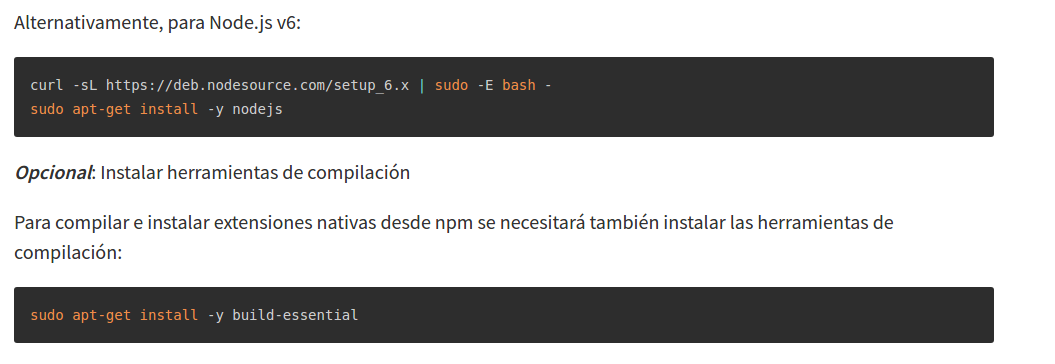 Alternativamente, para Node.js v6:
curl -sL https://deb.nodesource.com/setup_6.x | sudo -E bash -
sudo apt-get install -y nodejs
Opcional: Instalar herramientas de compilación
Para compilar e instalar extensiones nativas desde npm se necesitará también instalar las herramientas de
compilación:
sudo apt-get install -y build-essential